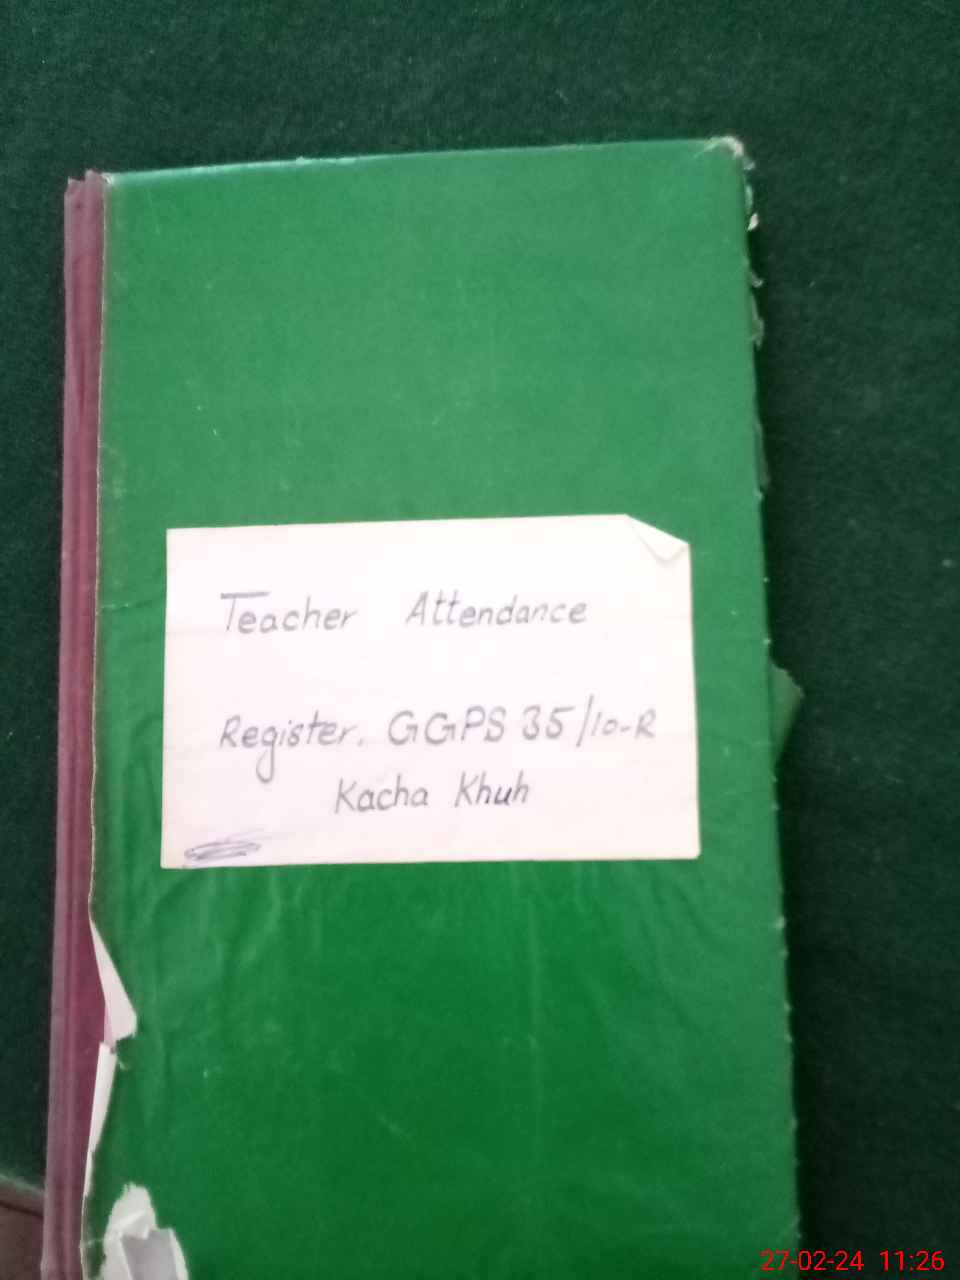 Teacher Attendance
Register. GGPS 35/10-R
Kacha Khuh
27-02-24 11:26